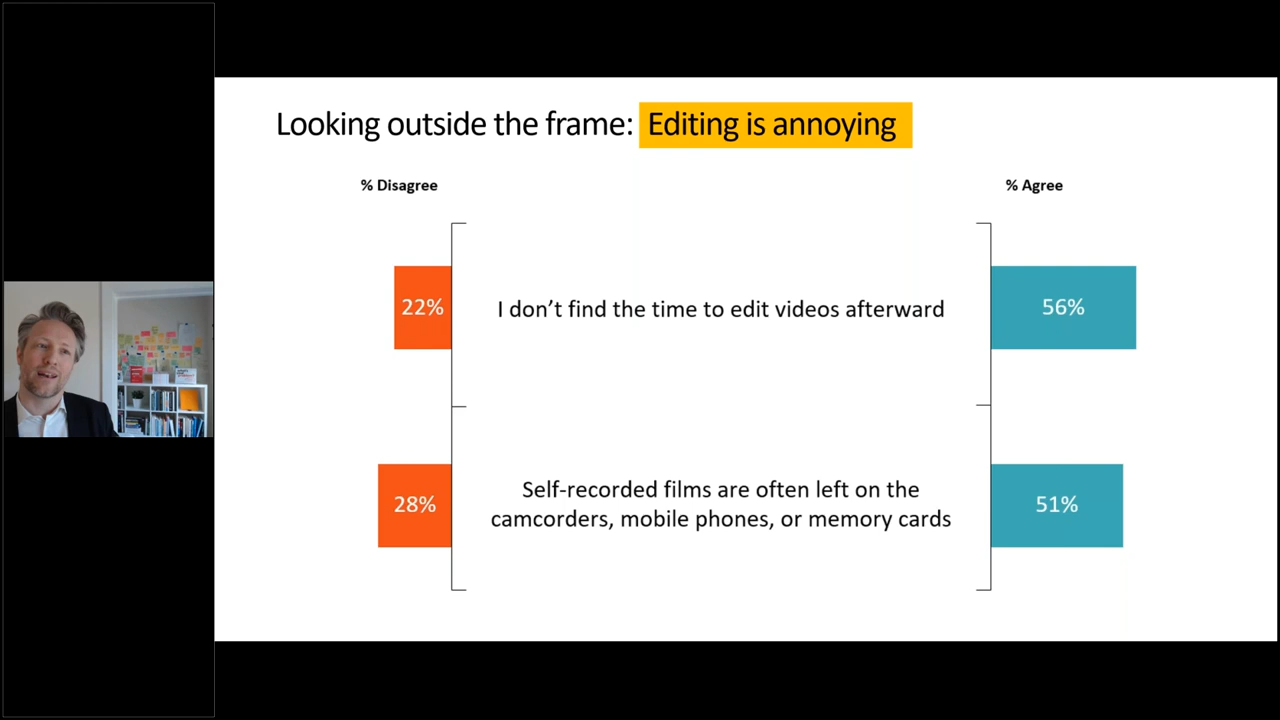 Looking outside the frame: Editing is annoying
% Disagree
% Agree
22%
I don’t find the time to edit videos afterward
56%
28%
Self-recorded films are often left on the
camcorders, mobile phones, or memory cards
51%